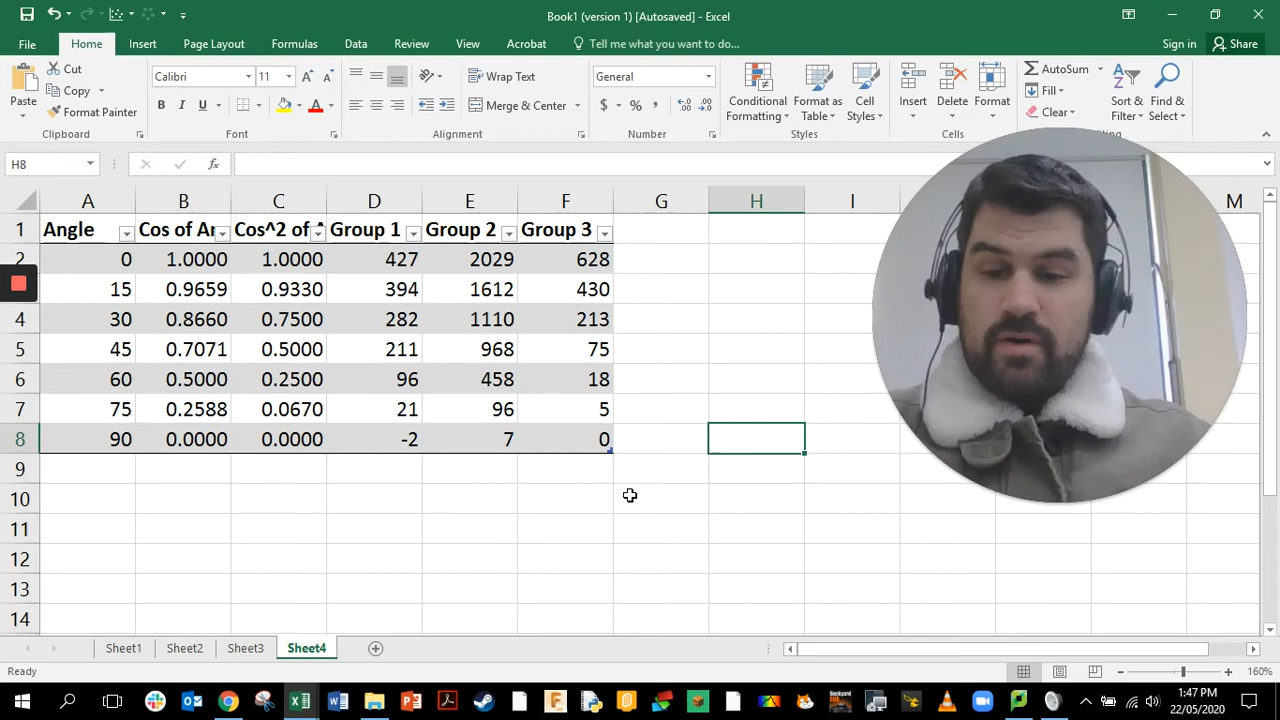 Book1 (version 1) [Autosaved] - Excel
File Home Insert Page Layout Formulas Data Review View Acrobat Tell me what you want to do... Sign in Share
Paste Cut Copy Format Painter Clipboard
Calibri 11 B I U A A A Font
Wrap Text Merge & Center Alignment
General $ % , Number
Conditional Formatting Format as Table Cell Styles Styles
Insert Delete Format Cells
AutoSum Fill Clear Sort & Filter Find & Select
H8 fx
A B C D E F G H I M
1 Angle Cos of Cos^2 of Group 1 Group 2 Group 3
2 0 1.0000 1.0000 427 2029 628
15 0.9659 0.9330 394 1612 430
4 30 0.8660 0.7500 282 1110 213
5 45 0.7071 0.5000 211 968 75
6 60 0.5000 0.2500 96 458 18
7 75 0.2588 0.0670 21 96 5
8 90 0.0000 0.0000 -2 7 0
9
10
11
12
13
14
Sheet1 Sheet2 Sheet3 Sheet4
Ready 160%
1:47 PM
22/05/2020